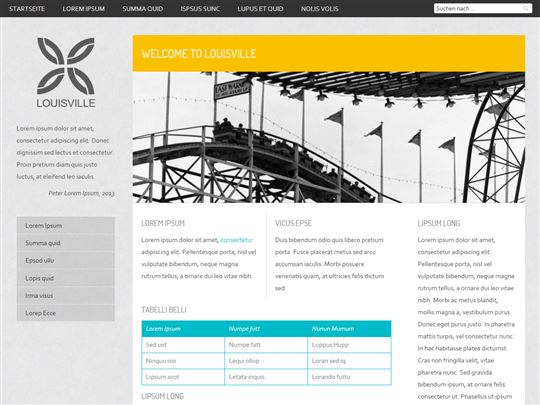 STARTSEITE LOREM IPSUM SUMMA QUID ISPSUS SUNC LUPUS ET QUID NOLIS VOLIS Suchen nach ...
LOUISVILLE
Lorem ipsum dolor sit amet,
consectetur adipiscing elit. Donec
dignissim sed lectus et consectetur.
Proin pretium diam quis justo
luctus, at eleifend leo iaculis.
Peter Lorem Ipsum, 2013
Lorem Ipsum
Summa quid
Epsod ullu
Lopis quid
Irma visus
Lorep Ecce
WELCOME TO LOUISVILLE
LAST WARN
LOREM IPSUM
Lorem ipsum dolor sit amet, consectetur
adipiscing elit. Pellentesque porta, nisl vel
vulputate bibendum, neque magna
rutrum tellus, a ornare dui leo vitae nibh.
VICUS EPSE
Duis bibendum odio quis libero pretium
porta. Fusce placerat metus sed arcu
accumsan iaculis. Morbi posuere
venenatis quam, at ultricies felis dictum
sed.
TABELLI BELLI
Lorem Ipsum Numpe futt Nunun Mumum
Sed uid Numpe fatt Luppus Hupp
Ninquu issi Lequi ollop Loran sed iq
Lipsum orot Letata inquis Lorando futtu
LOREM IPSUM
LIPSUM LONG
Lorem ipsum dolor sit amet,
consectetur adipiscing elit.
Pellentesque porta, nisl vel
vulputate bibendum, neque
magna rutrum tellus, a
ornare dui leo vitae
nibh. Morbi ac metus blandit,
mollis magna a, vestibulum purus.
Donec eget purus justo. In pharetra
mattis turpis, nec consectetur tortor.
In hac habitasse platea dictumst.
Cras non fringilla velit, vitae
pharetra nibh. Sed gravida
bibendum ipsum, at ornare felis
consectetur ut. Phasellus ut ipsum